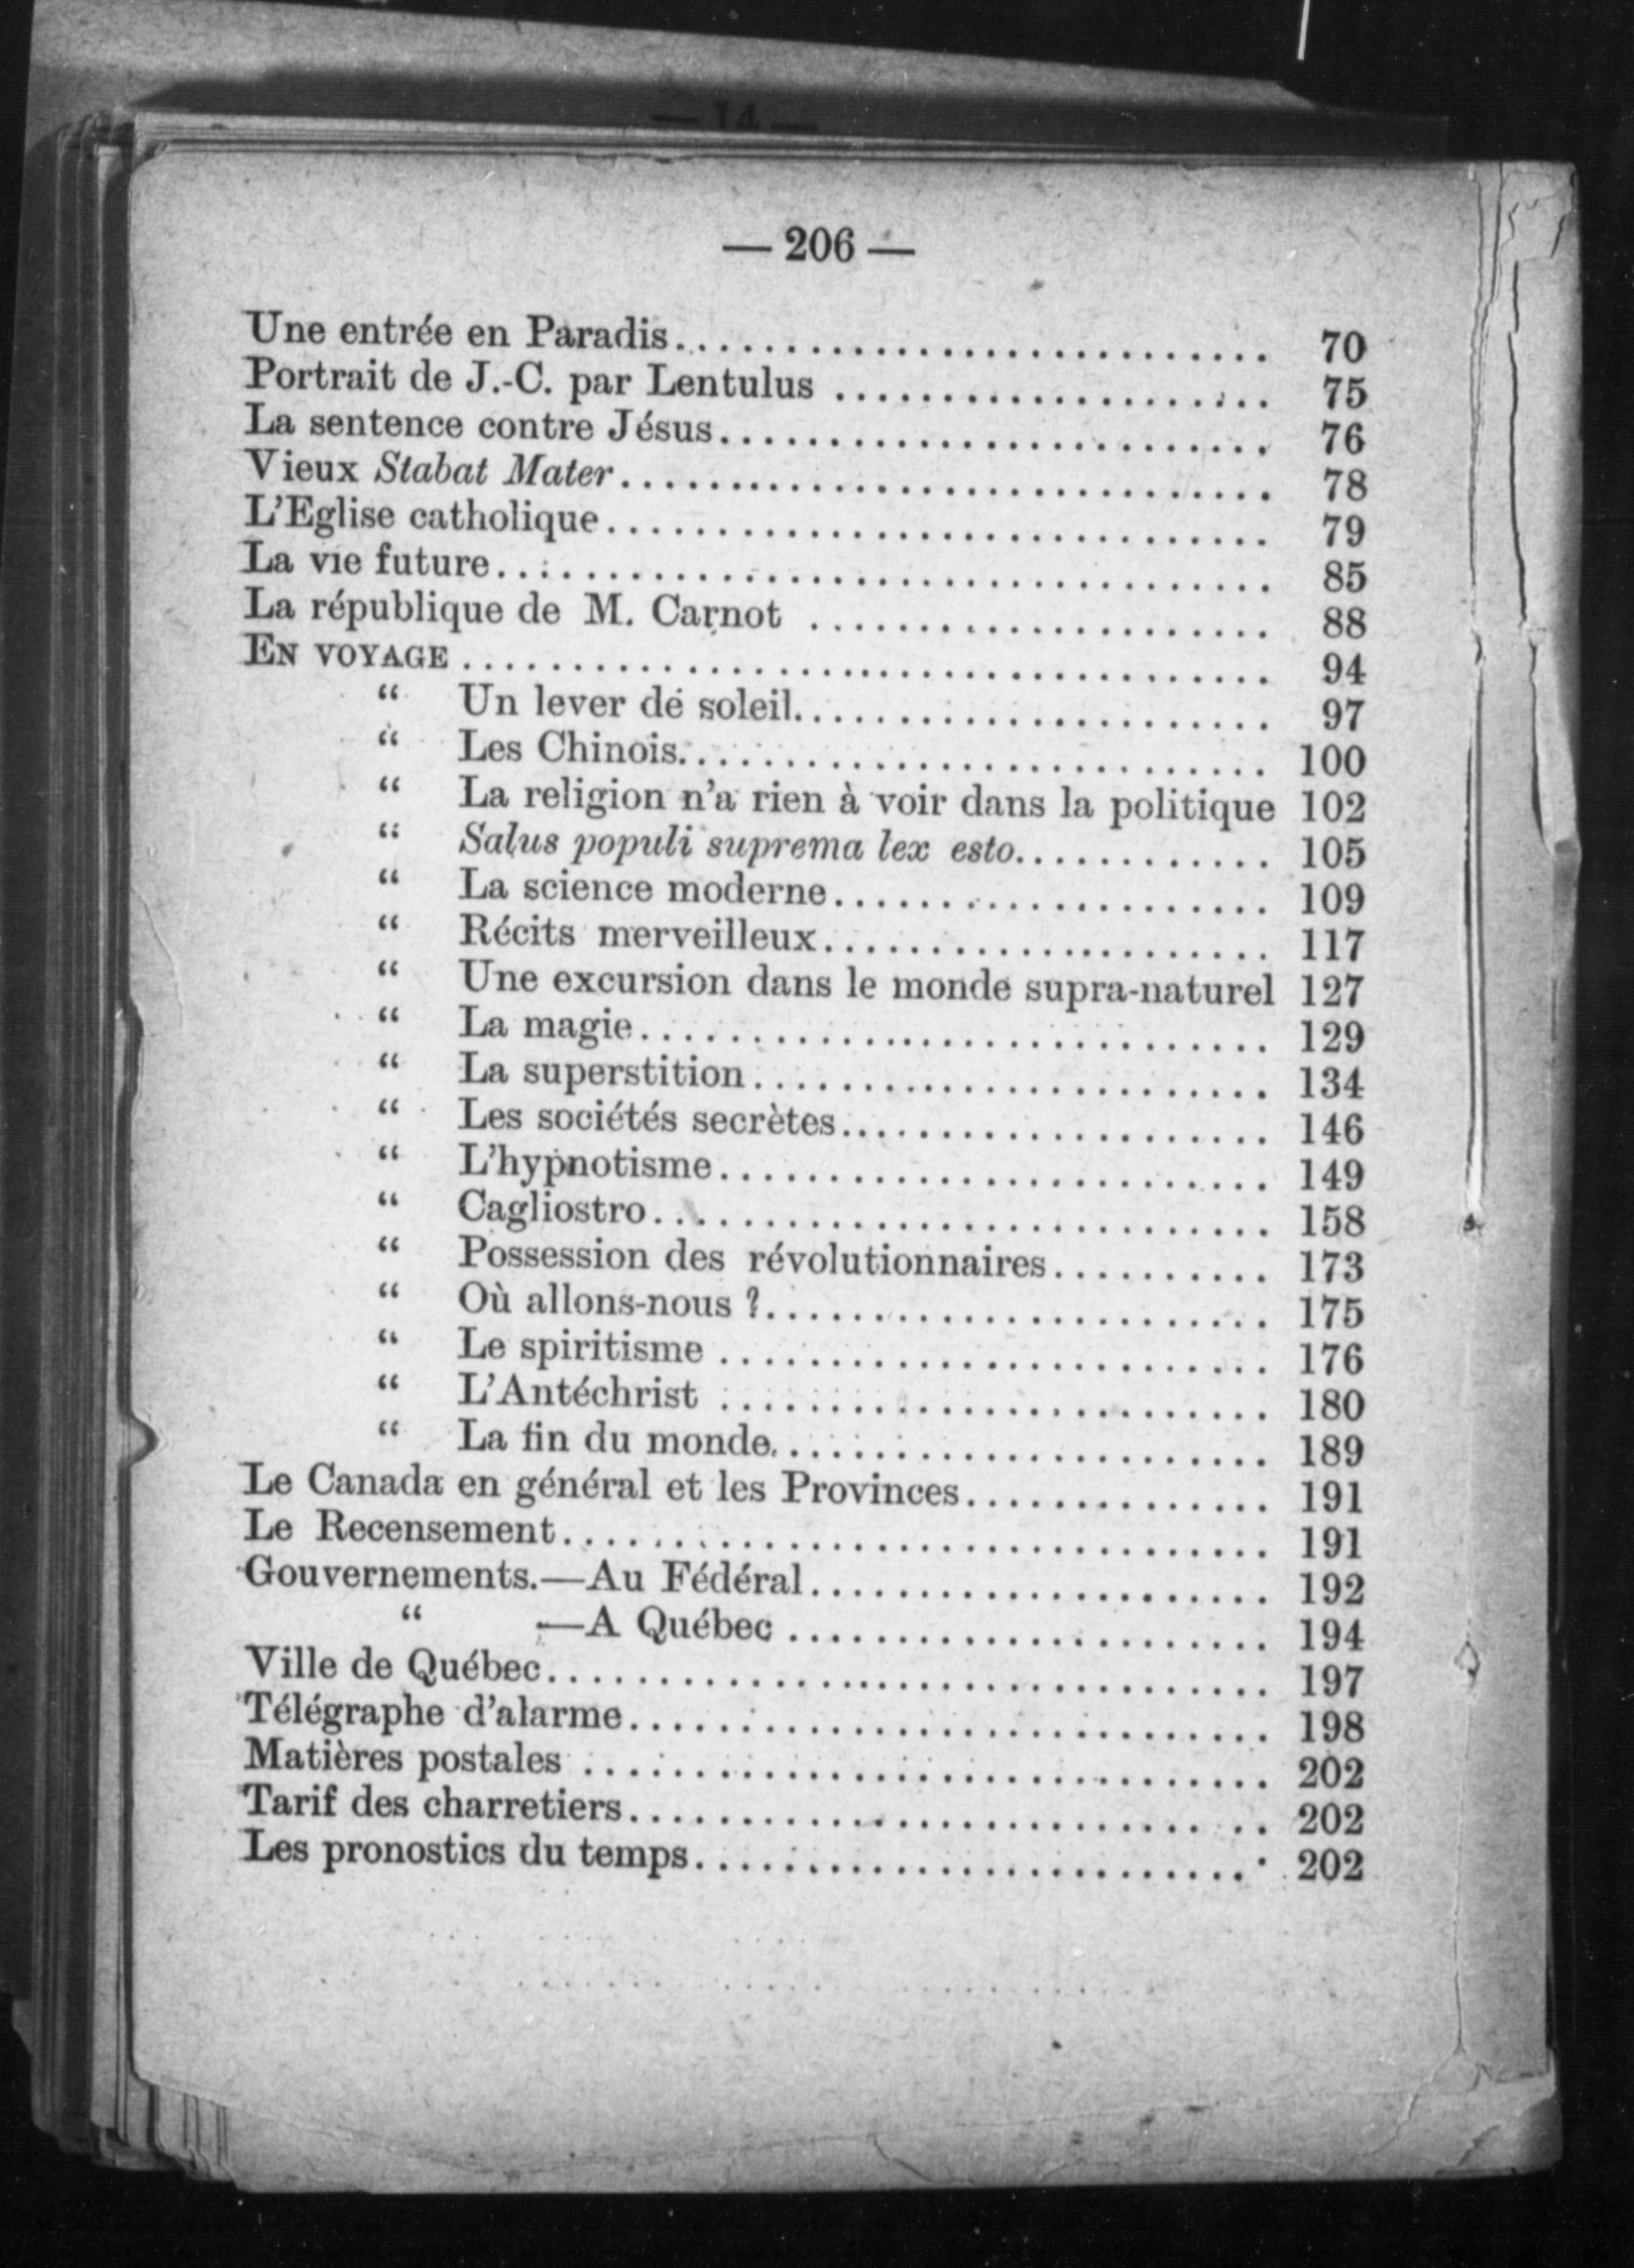 — 14 —
— 206 —
Une entrée en Paradis............................ 70
Portrait de J.-C. par Lentulus .................... 75
La sentence contre Jésus......................... 76
Vieux Stabat Mater.............................. 78
L'Eglise catholique............................... 79
La vie future.................................... 85
La république de M. Carnot ..................... 88
EN VOYAGE...................................... 94
“ Un lever de soleil...................... 97
“ Les Chinois........................... 100
“ La religion n'a rien à voir dans la politique 102
“ Salus populi suprema lex esto............ 105
“ La science moderne.................... 109
“ Récits merveilleux..................... 117
“ Une excursion dans le monde supra-naturel 127
“ La magie............................. 129
“ La superstition........................ 134
“ Les sociétés secrètes.................... 146
“ L'hypnotisme......................... 149
“ Cagliostro............................ 158
“ Possession des révolutionnaires.......... 173
“ Où allons-nous ?....................... 175
“ Le spiritisme ......................... 176
“ L'Antéchrist ......................... 180
“ La fin du monde....................... 189
Le Canada en général et les Provinces.............. 191
Le Recensement................................. 191
Gouvernements.—Au Fédéral..................... 192
“ —A Québec ...................... 194
Ville de Québec................................. 197
Télégraphe d'alarme............................. 198
Matières postales ............................... 202
Tarif des charretiers............................. 202
Les pronostics du temps.......................... 202